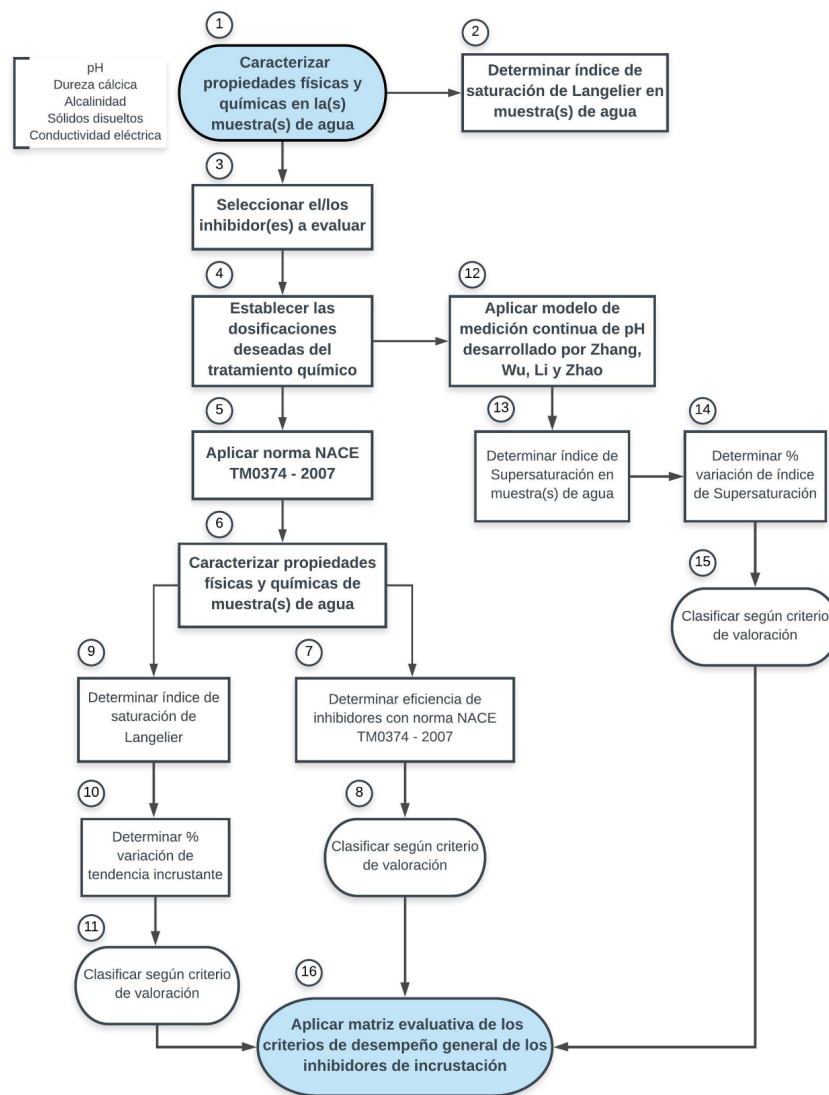 1
Caracterizar
propiedades físicas y
químicas en la(s)
muestra(s) de agua
pH
Dureza cálcica
Alcalinidad
Sólidos disueltos
Conductividad eléctrica
2
Determinar índice de
saturación de Langelier en
muestra(s) de agua
3
Seleccionar el/los
inhibidor(es) a evaluar
4
Establecer las
dosificaciones
deseadas del
tratamiento químico
12
Aplicar modelo de
medición continua de pH
desarrollado por Zhang,
Wu, Li y Zhao
5
Aplicar norma NACE
TM0374 - 2007
13
Determinar índice de
Supersaturación en
muestra(s) de agua
14
Determinar %
variación de índice
de Supersaturación
6
Caracterizar propiedades
físicas y químicas de
muestra(s) de agua
15
Clasificar según criterio
de valoración
9
Determinar índice de
saturación de
Langelier
7
Determinar eficiencia de
inhibidores con norma NACE
TM0374 - 2007
10
Determinar %
variación de
tendencia incrustante
8
Clasificar según criterio
de valoración
11
Clasificar según criterio
de valoración
16
Aplicar matriz evaluativa de los
criterios de desempeño general de los
inhibidores de incrustación